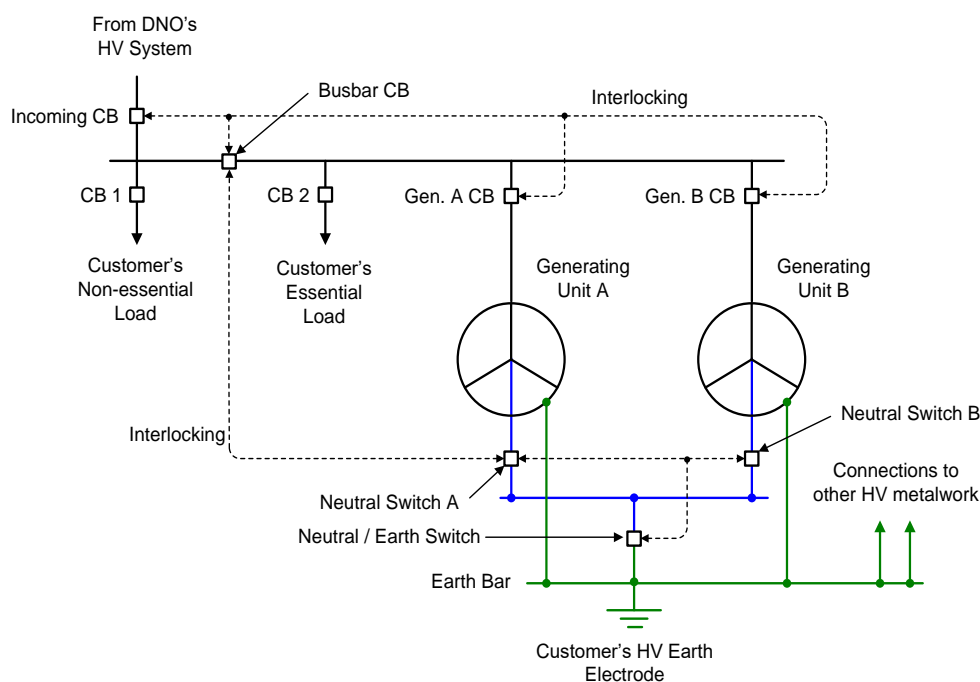 From DNO's
HV System
Busbar CB
Interlocking
Incoming CB
CB 1
CB 2
Gen. A CB
Gen. B CB
Customer's
Non-essential
Load
Customer's
Essential
Load
Generating
Unit A
Generating
Unit B
Neutral Switch B
Interlocking
Connections to
other HV metalwork
Neutral Switch A
Neutral / Earth Switch
Earth Bar
Customer's HV Earth
Electrode